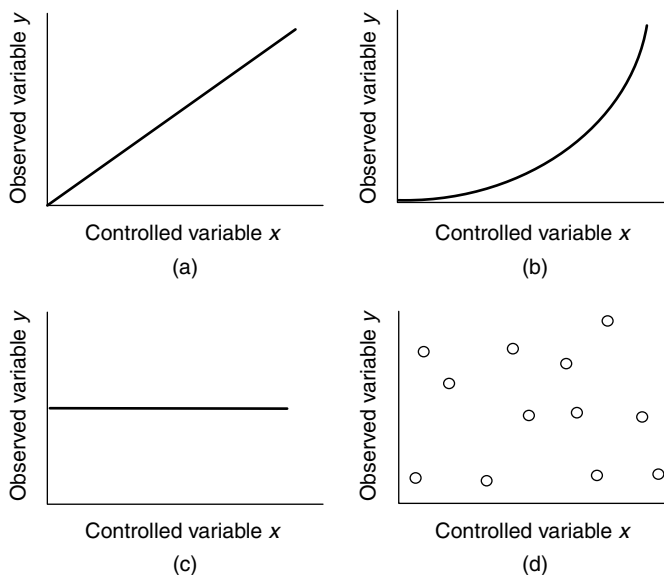 Observed variable y
Controlled variable x
(a)
Observed variable y
Controlled variable x
(b)
Observed variable y
Controlled variable x
(c)
Observed variable y
Controlled variable x
(d)